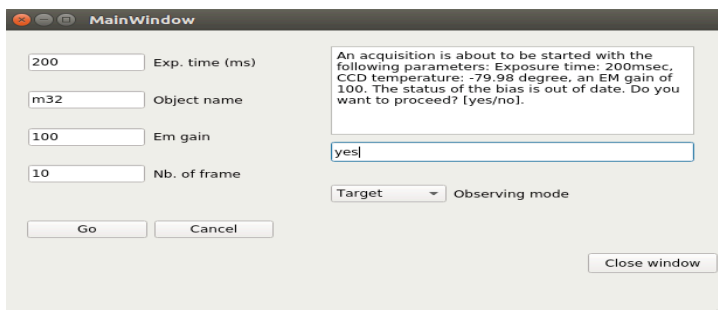 MainWindow
200 Exp. time (ms)
m32 Object name
100 Em gain
10 Nb. of frame
Go Cancel
An acquisition is about to be started with the
following parameters: Exposure time: 200msec,
CCD temperature: -79.98 degree, an EM gain of
100. The status of the bias is out of date. Do you
want to proceed? [yes/no].
yes
Target Observing mode
Close window